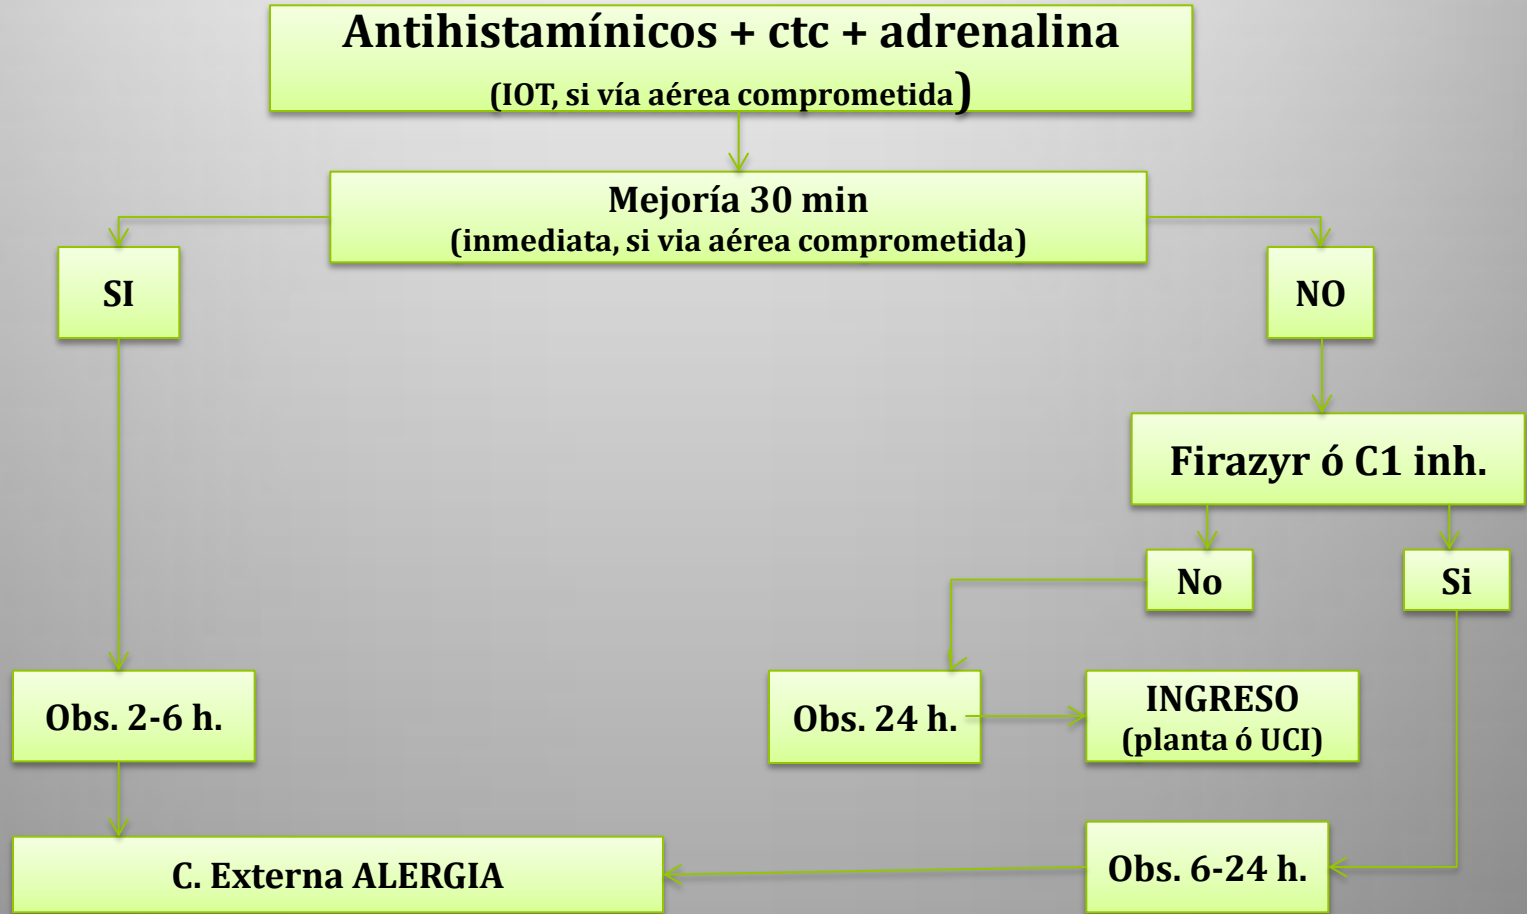 Antihistamínicos + ctc + adrenalina
(IOT, si vía aérea comprometida)
Mejoría 30 min
(inmediata, si via aérea comprometida)
SI
NO
Firazyr ó C1 inh.
No
Si
Obs. 2-6 h.
Obs. 24 h.
INGRESO
(planta ó UCI)
C. Externa ALERGIA
Obs. 6-24 h.